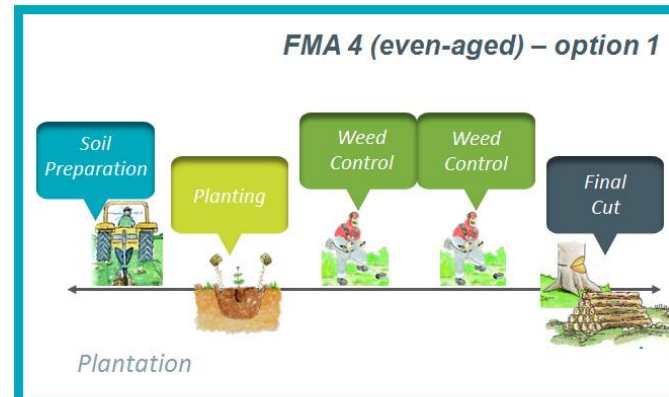 FMA 4 (even-aged) – option 1
Soil
Preparation
Planting
Weed
Control
Weed
Control
Final
Cut
Plantation